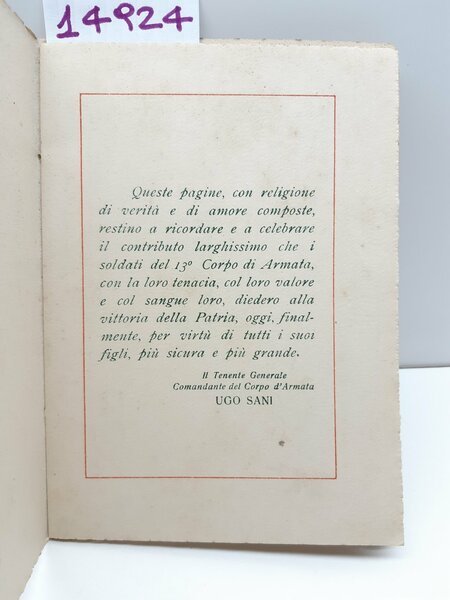 14924
Queste pagine, con religione
di verità e di amore composte,
restino a ricordare e a celebrare
il contributo larghissimo che i
soldati del 13º Corpo di Armata,
con la loro tenacia, col loro valore
e col sangue loro, diedero alla
vittoria della Patria, oggi, final-
mente, per virtù di tutti i suoi
figli, più sicura e più grande.
Il Tenente Generale
Comandante del Corpo d'Armata
UGO SANI